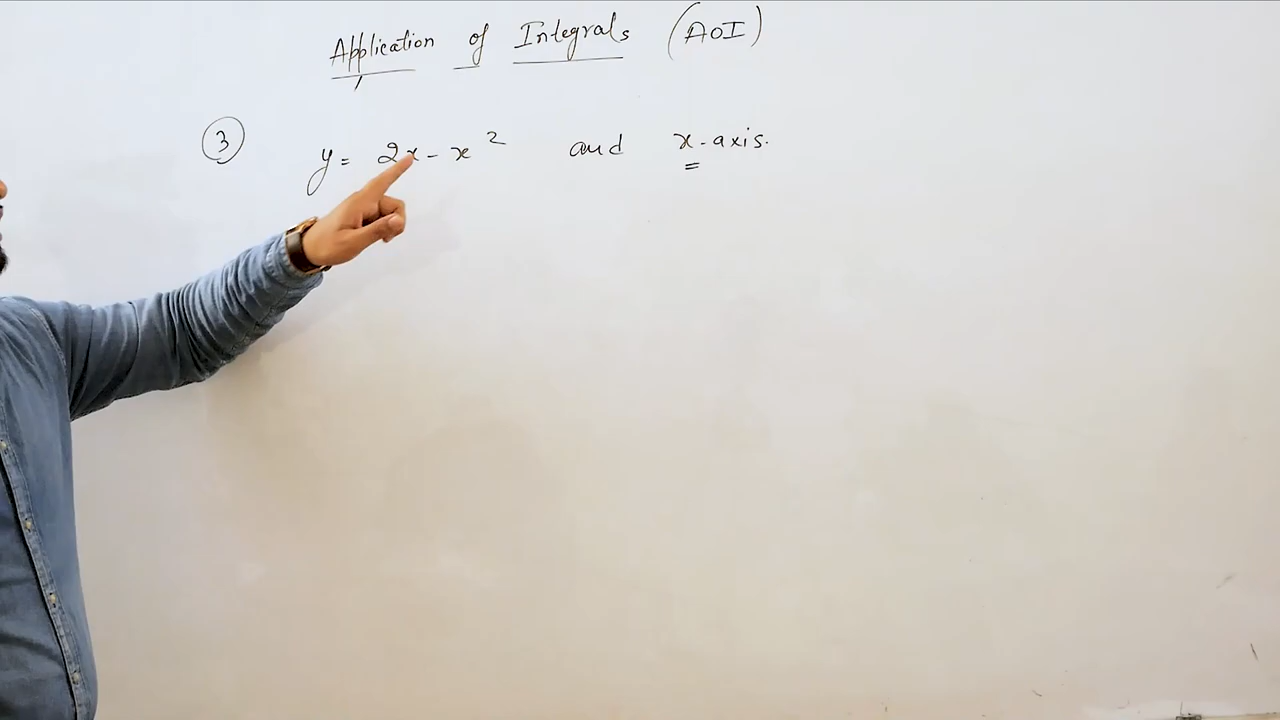 Application of Integrals (AOI)
③ y = 2x - x² and x-axis.